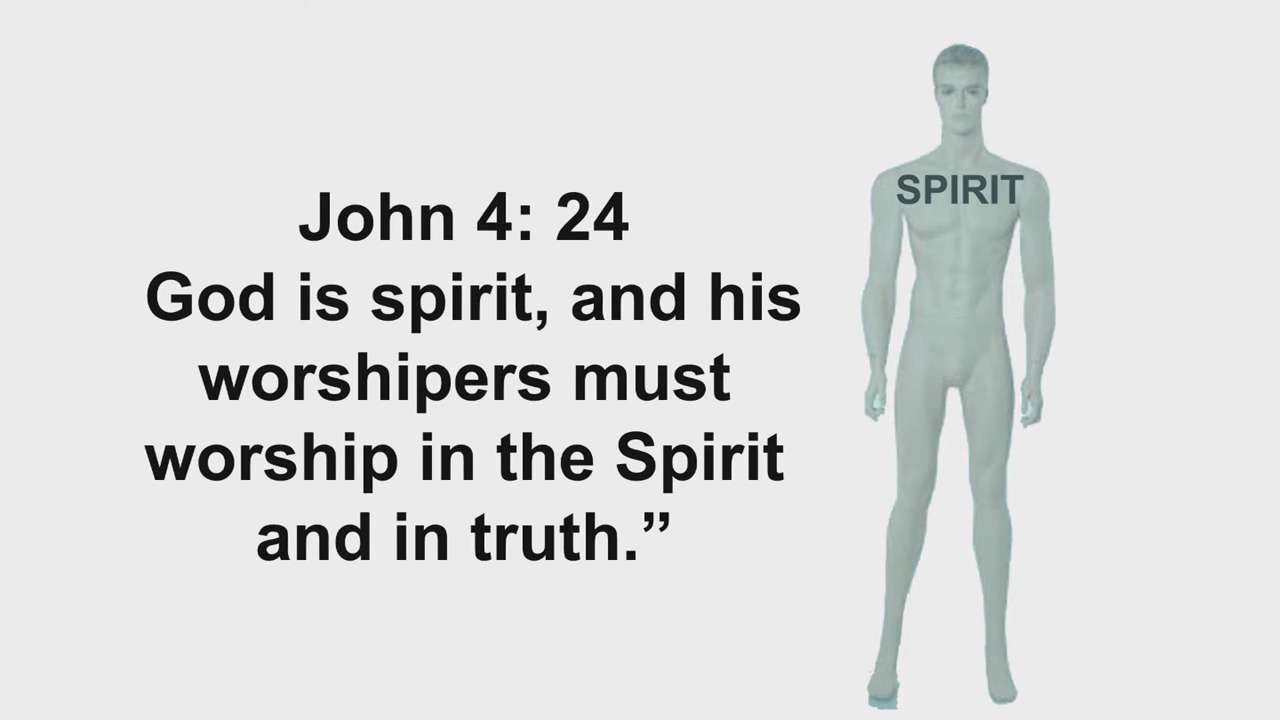 John 4: 24
God is spirit, and his
worshipers must
worship in the Spirit
and in truth.”
SPIRIT